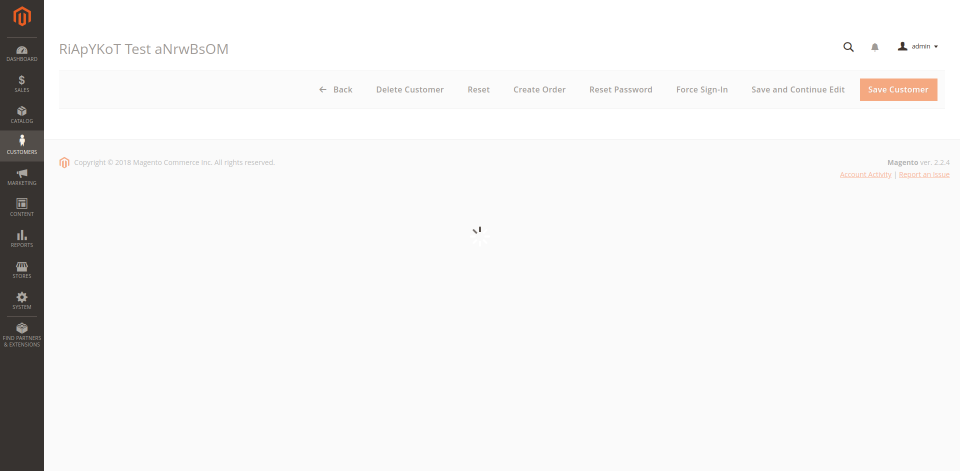 RiApYKoT Test aNrwBsOM
admin
Back
Delete Customer
Reset
Create Order
Reset Password
Force Sign-In
Save and Continue Edit
Save Customer
DASHBOARD
$
SALES
CATALOG
CUSTOMERS
MARKETING
CONTENT
REPORTS
STORES
SYSTEM
FIND PARTNERS
& EXTENSIONS
Copyright © 2018 Magento Commerce Inc. All rights reserved.
Magento ver. 2.2.4
Account Activity | Report an Issue